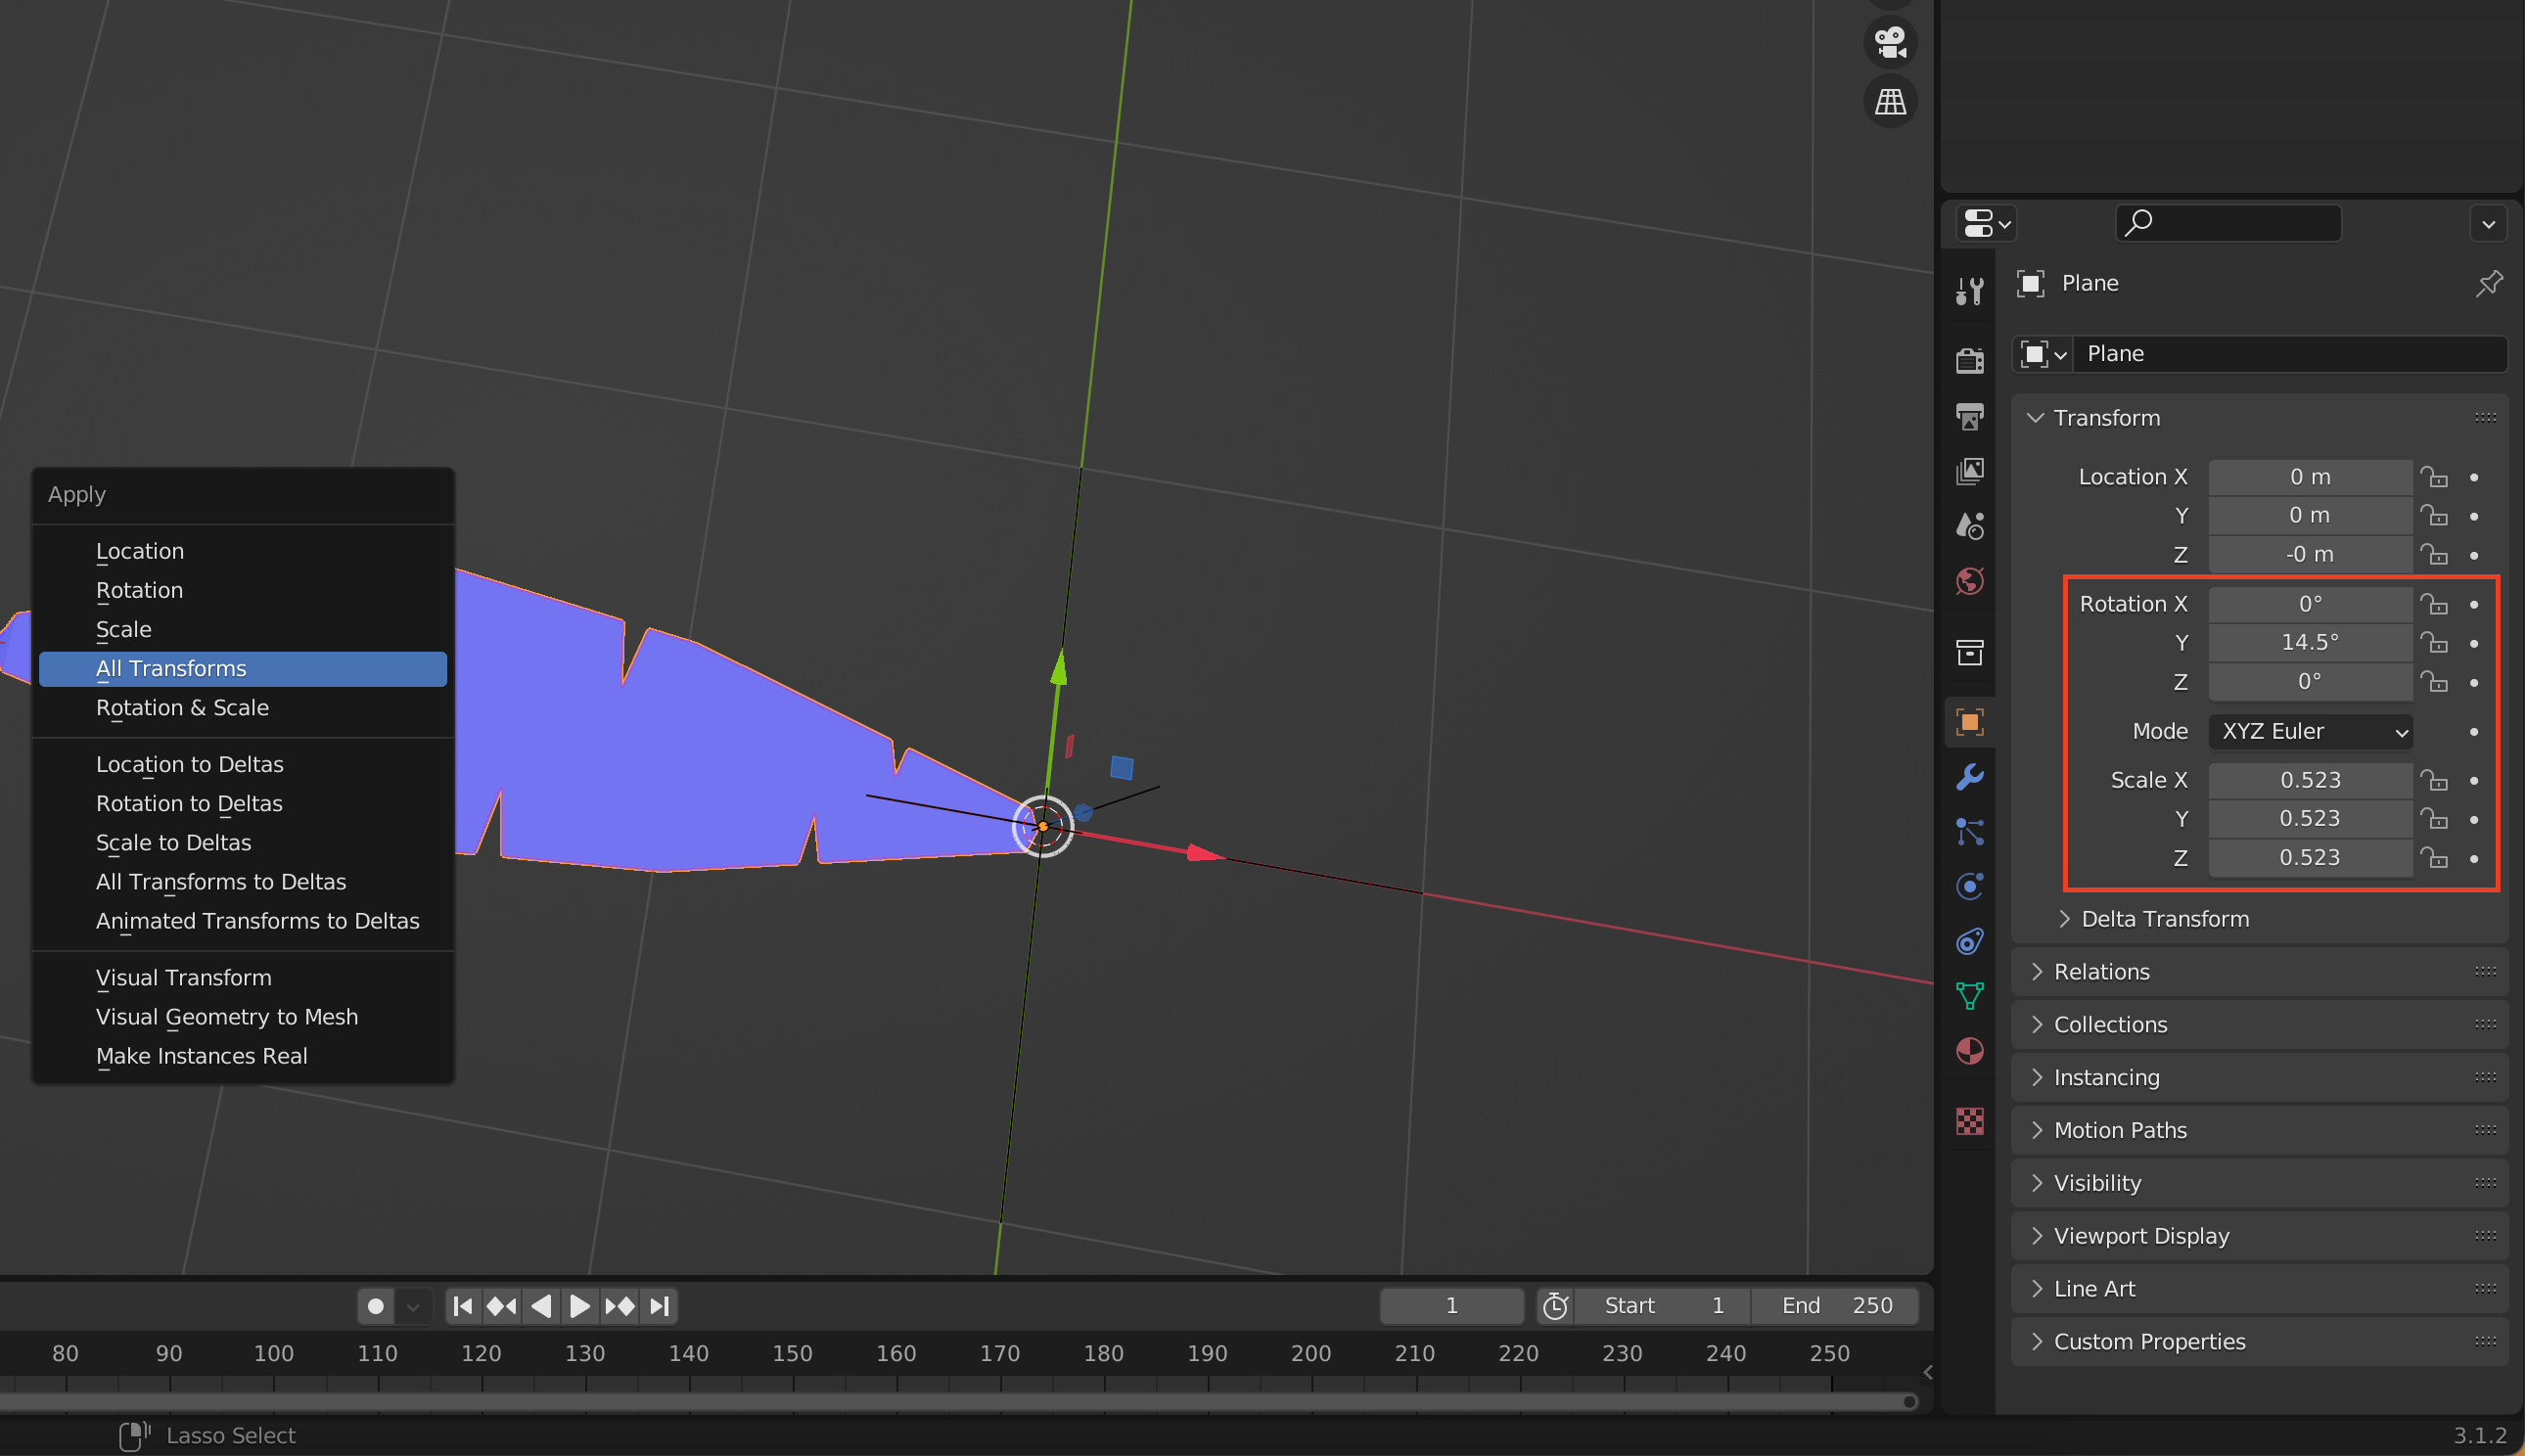 Plane
Plane
Transform
Location X 0 m
Y 0 m
Z -0 m
Rotation X 0°
Y 14.5°
Z 0°
Mode XYZ Euler
Scale X 0.523
Y 0.523
Z 0.523
Delta Transform
Relations
Collections
Instancing
Motion Paths
Visibility
Viewport Display
Line Art
Custom Properties
Apply
Location
Rotation
Scale
All Transforms
Rotation & Scale
Location to Deltas
Rotation to Deltas
Scale to Deltas
All Transforms to Deltas
Animated Transforms to Deltas
Visual Transform
Visual Geometry to Mesh
Make Instances Real
1 Start 1 End 250
80 90 100 110 120 130 140 150 160 170 180 190 200 210 220 230 240 250
Lasso Select
3.1.2